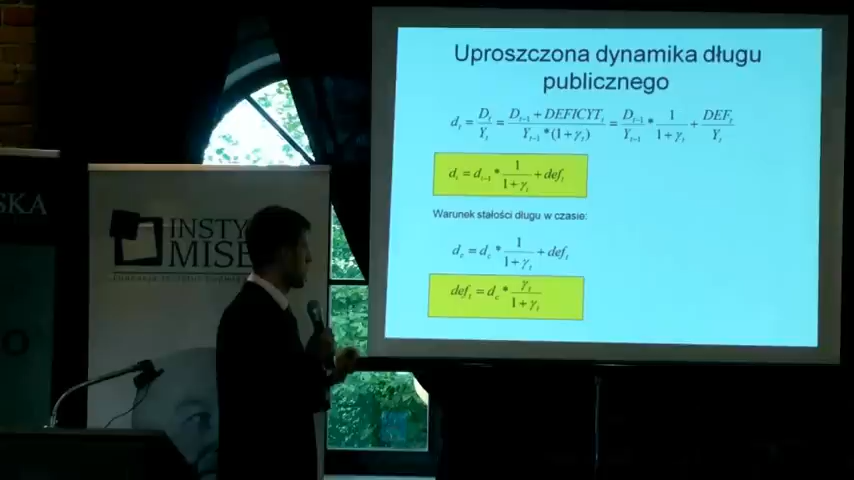 Uproszczona dynamika długu
publicznego
d_t = D_t / Y_t = (D_{t-1} + DEFICYT_t) / (Y_{t-1} * (1 + γ_t)) = D_{t-1} / Y_{t-1} * 1 / (1 + γ_t) + DEF_t / Y_t
d_t = d_{t-1} * 1 / (1 + γ_t) + def_t
Warunek stałości długu w czasie:
d_c = d_c * 1 / (1 + γ_t) + def_t
def_t = d_c * γ_t / (1 + γ_t)
SKA
INSTY
MISE
O